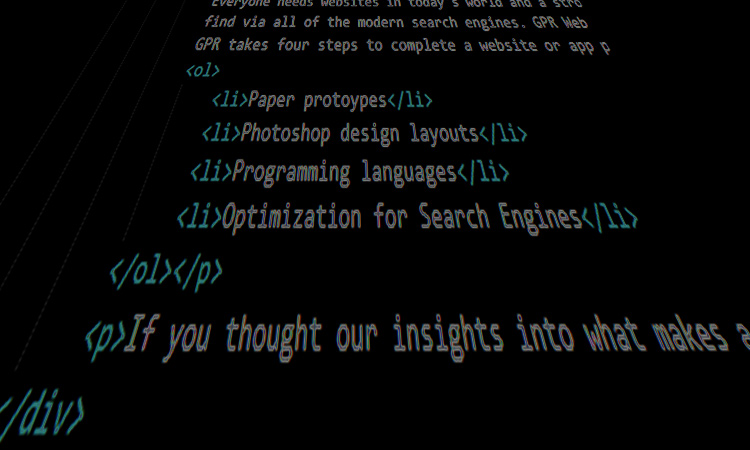 Everyone needs websites in today's world and a stro
find via all of the modern search engines. GPR Web
GPR takes four steps to complete a website or app p
<ol>
<li>Paper protoypes</li>
<li>Photoshop design layouts</li>
<li>Programming languages</li>
<li>Optimization for Search Engines</li>
</ol></p>
<p>If you thought our insights into what makes a
</div>